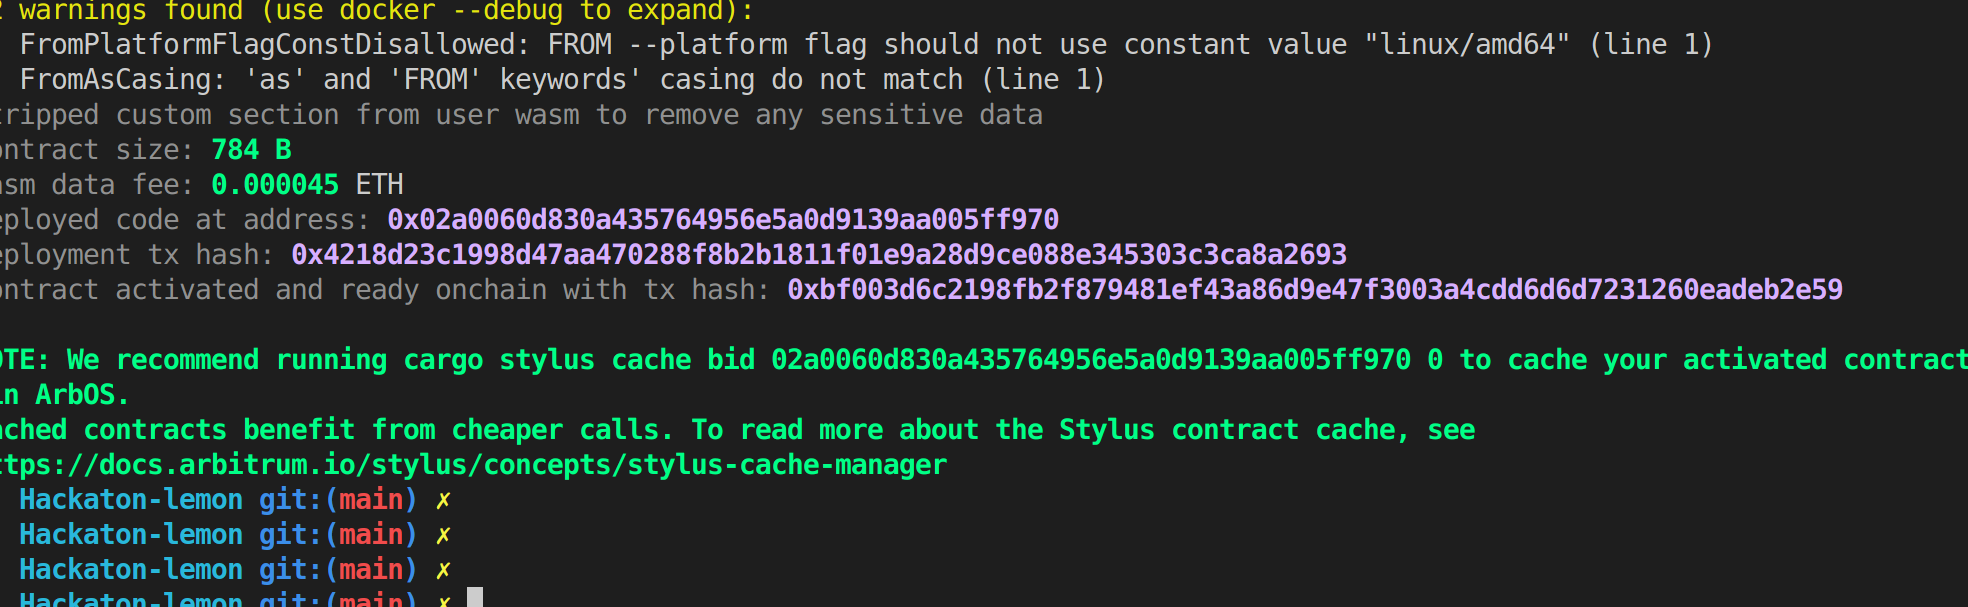 2 warnings found (use docker --debug to expand):
FromPlatformFlagConstDisallowed: FROM --platform flag should not use constant value "linux/amd64" (line 1)
FromAsCasing: 'as' and 'FROM' keywords' casing do not match (line 1)
tripped custom section from user wasm to remove any sensitive data
ontract size: 784 B
asm data fee: 0.000045 ETH
eployed code at address: 0x02a0060d830a435764956e5a0d9139aa005ff970
eployment tx hash: 0x4218d23c1998d47aa470288f8b2b1811f01e9a28d9ce088e345303c3ca8a2693
ontract activated and ready onchain with tx hash: 0xbf003d6c2198fb2f879481ef43a86d9e47f3003a4cdd6d6d7231260eadeb2e59
OTE: We recommend running cargo stylus cache bid 02a0060d830a435764956e5a0d9139aa005ff970 0 to cache your activated contract
in ArbOS.
ached contracts benefit from cheaper calls. To read more about the Stylus contract cache, see
ttps://docs.arbitrum.io/stylus/concepts/stylus-cache-manager
Hackaton-lemon git:(main) ✗
Hackaton-lemon git:(main) ✗
Hackaton-lemon git:(main) ✗
Hackaton-lemon git:(main) ✗